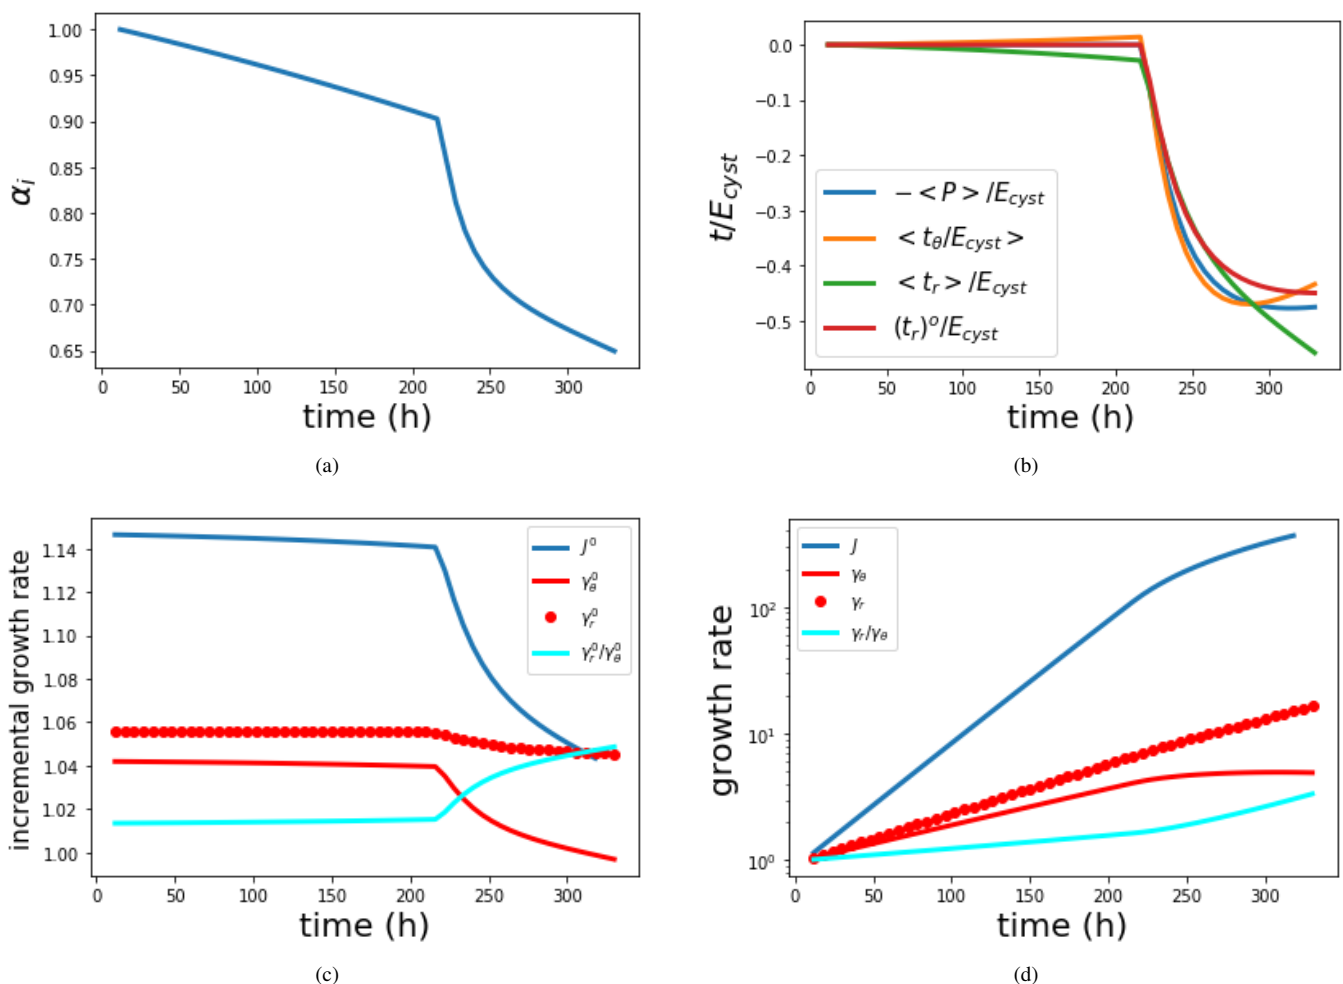 1.00
0.95
0.90
0.85
0.80
0.75
0.70
0.65
α_i
0 50 100 150 200 250 300
time (h)
(a)
0.0
−0.1
−0.2
−0.3
−0.4
−0.5
t/E_cyst
− < P > /E_cyst
< t_θ/E_cyst >
< t_r > /E_cyst
(t_r)^o/E_cyst
0 50 100 150 200 250 300
time (h)
(b)
1.14
1.12
1.10
1.08
1.06
1.04
1.02
1.00
incremental growth rate
J^0
γ_θ^0
γ_r^0
γ_r^0/γ_θ^0
0 50 100 150 200 250 300
time (h)
(c)
10^2
10^1
10^0
growth rate
J
γ_θ
γ_r
γ_r/γ_θ
0 50 100 150 200 250 300
time (h)
(d)